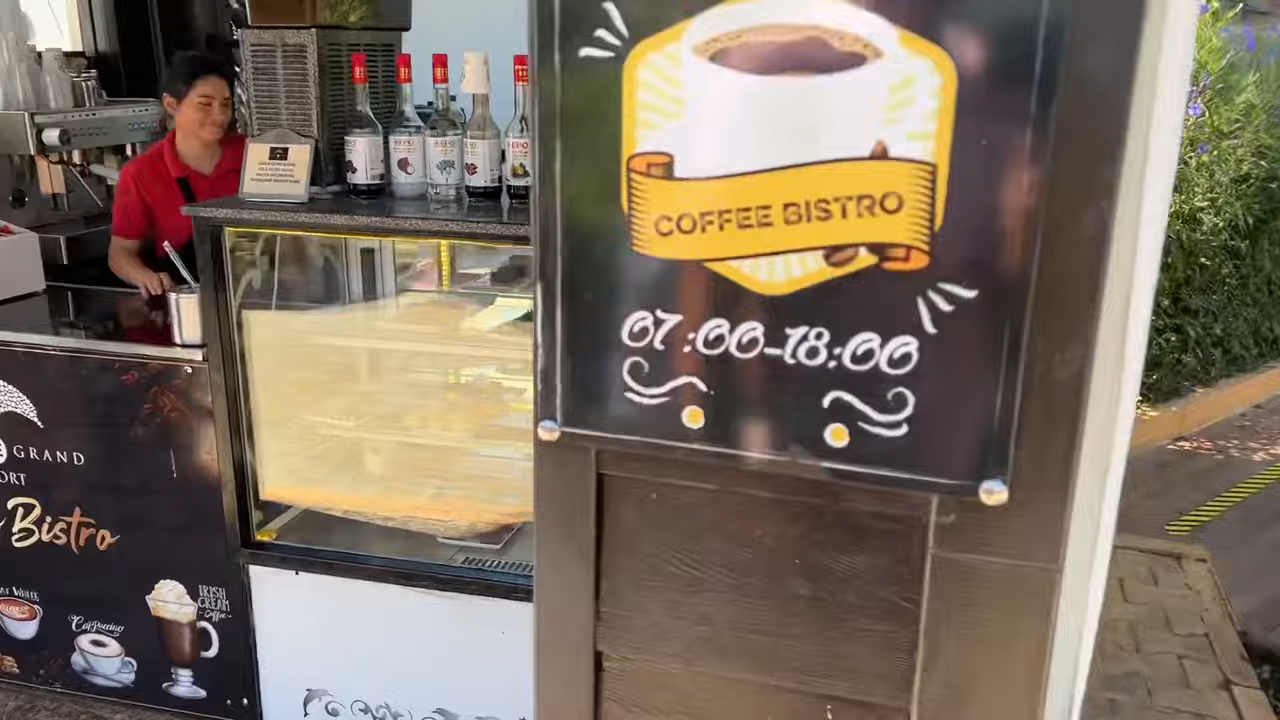 COFFEE BISTRO
07:00-18:00
GRAND
ORT
Bistro
IRISH
CREAM
Coffee
Cappuccino